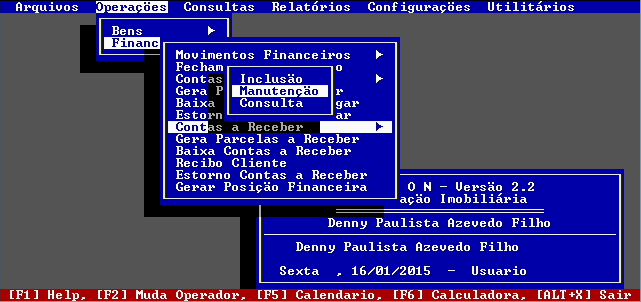 Arquivos Operações Consultas Relatórios Configurações Utilitários
Bens
Financ
Movimentos Financeiros
Fecham o
Contas
Inclusão
Gera P r
Manutenção
Baixa gar
Consulta
Estorn ar
Contas a Receber
Gera Parcelas a Receber
Baixa Contas a Receber
Recibo Cliente
Estorno Contas a Receber
Gerar Posição Financeira
O N - Versão 2.2
ação Imobiliária
Denny Paulista Azevedo Filho
Denny Paulista Azevedo Filho
Sexta , 16/01/2015 - Usuario
[F1] Help, [F2] Muda Operador, [F5] Calendario, [F6] Calculadora, [ALT+X] Sair